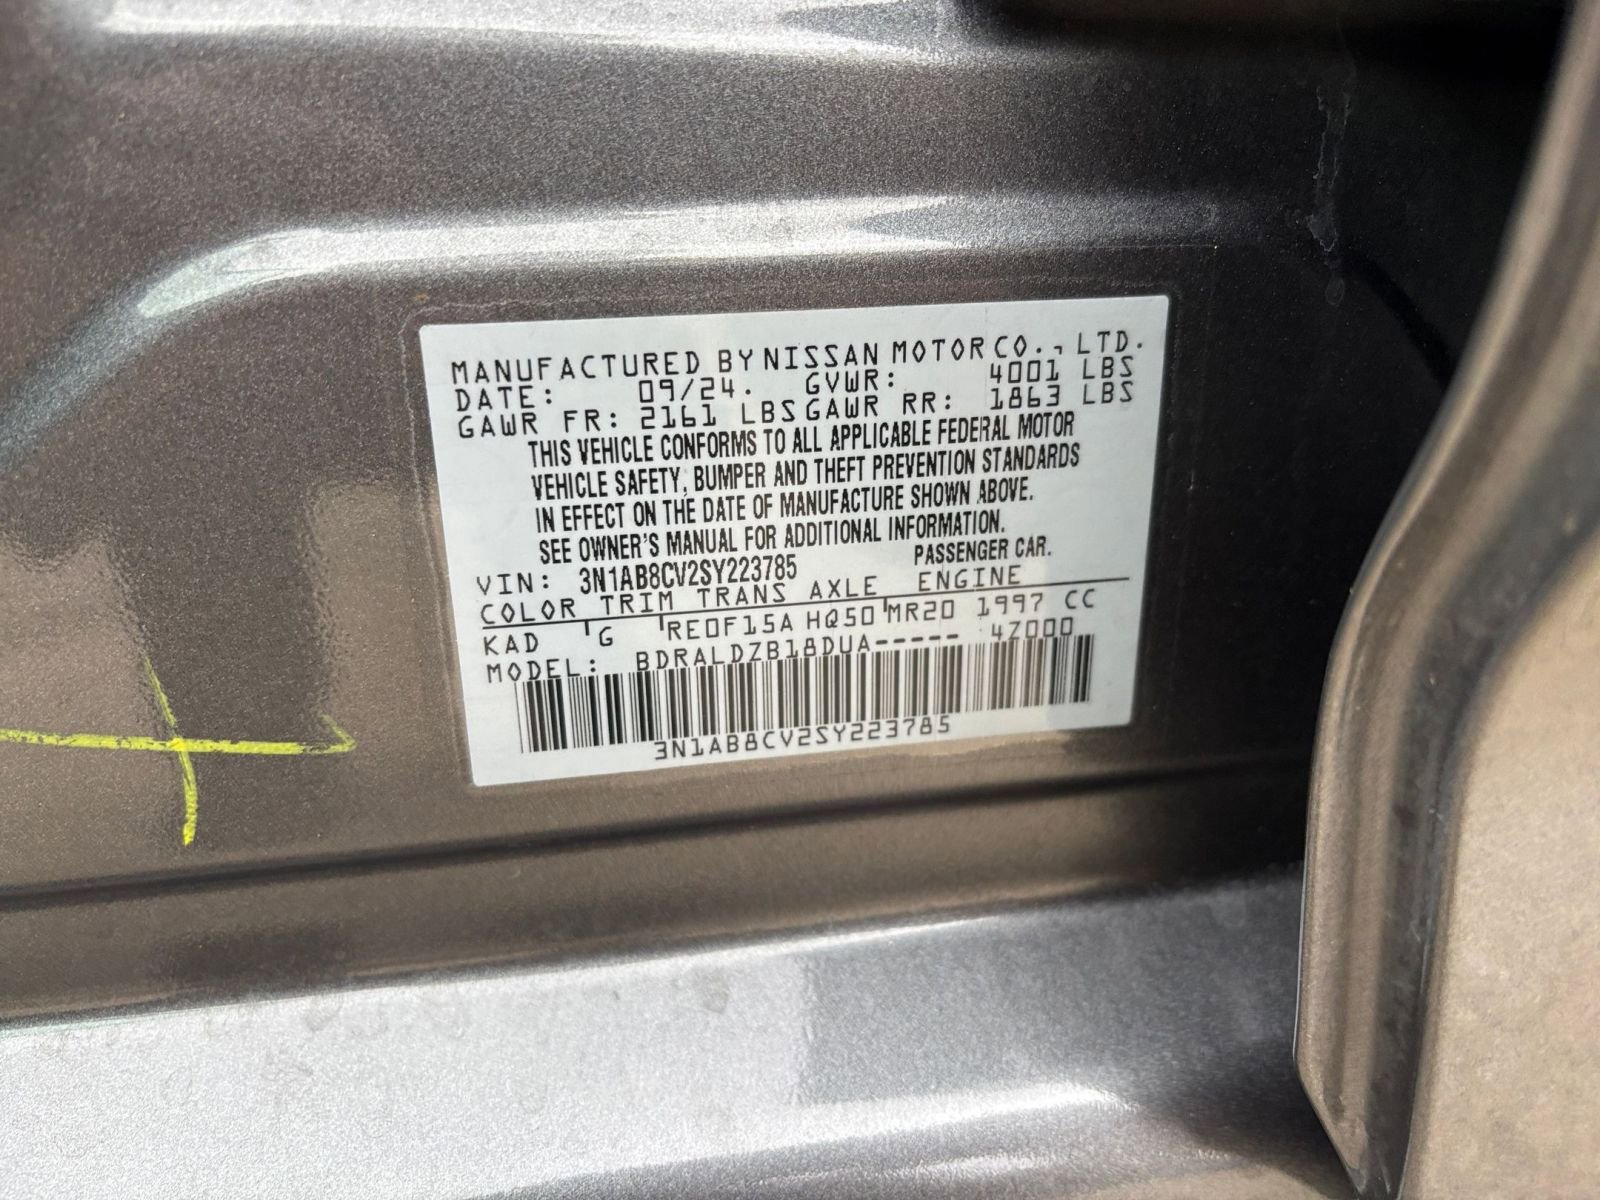 MANUFACTURED BY NISSAN MOTOR CO., LTD.
DATE: 09/24. GVWR: 4001 LBS
GAWR FR: 2161 LBS GAWR RR: 1863 LBS
THIS VEHICLE CONFORMS TO ALL APPLICABLE FEDERAL MOTOR
VEHICLE SAFETY, BUMPER AND THEFT PREVENTION STANDARDS
IN EFFECT ON THE DATE OF MANUFACTURE SHOWN ABOVE.
SEE OWNER'S MANUAL FOR ADDITIONAL INFORMATION.
PASSENGER CAR.
VIN: 3N1AB8CV2SY223785
COLOR TRIM TRANS AXLE ENGINE
KAD G RE0F15A HQ50 MR20 1997 CC
MODEL: BDRALDZB18DUA----- 4Z000
3N1AB8CV2SY223785